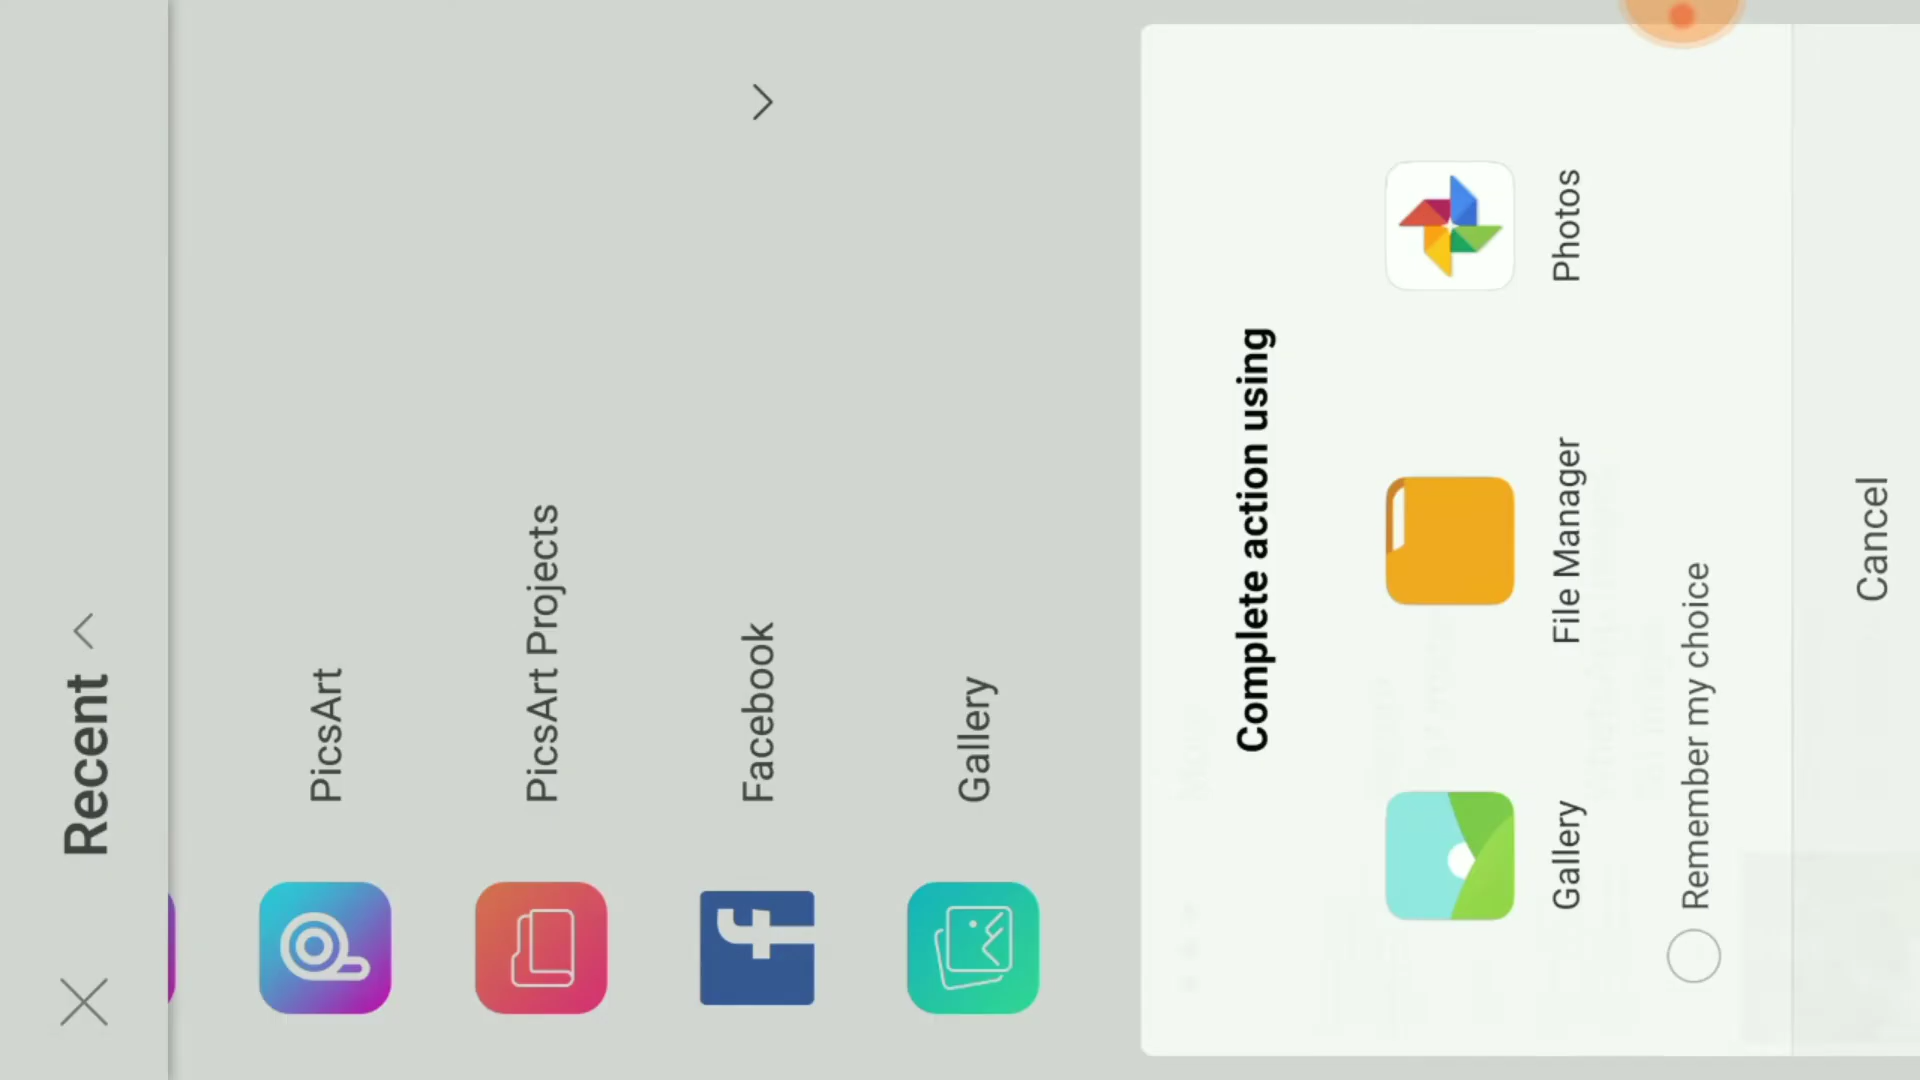 Recent
PicsArt
PicsArt Projects
Facebook
Gallery
Complete action using
Gallery
File Manager
Photos
Remember my choice
Cancel